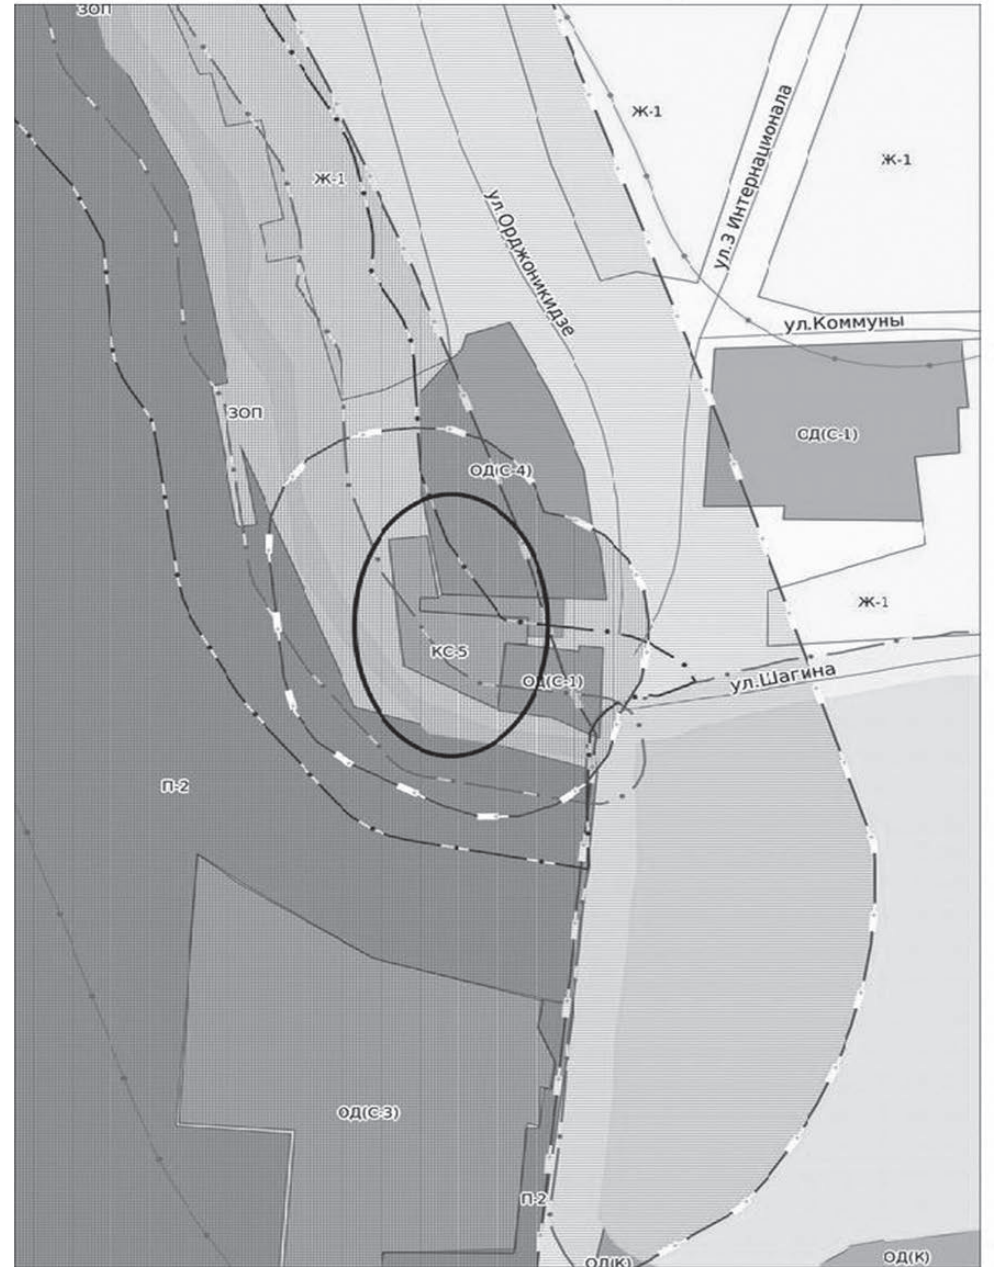 ЗОП
Ж-1
Ж-1
Ж-1
ул.3 Интернационала
ул.Орджоникидзе
ул.Коммуны
ЗОП
ОД(С-1)
ОД(С-4)
Ж-1
КС-5
ОД(С-1)
ул.Шагина
П-2
ОД(С-3)
П-2
ОД(К)
ОД(К)